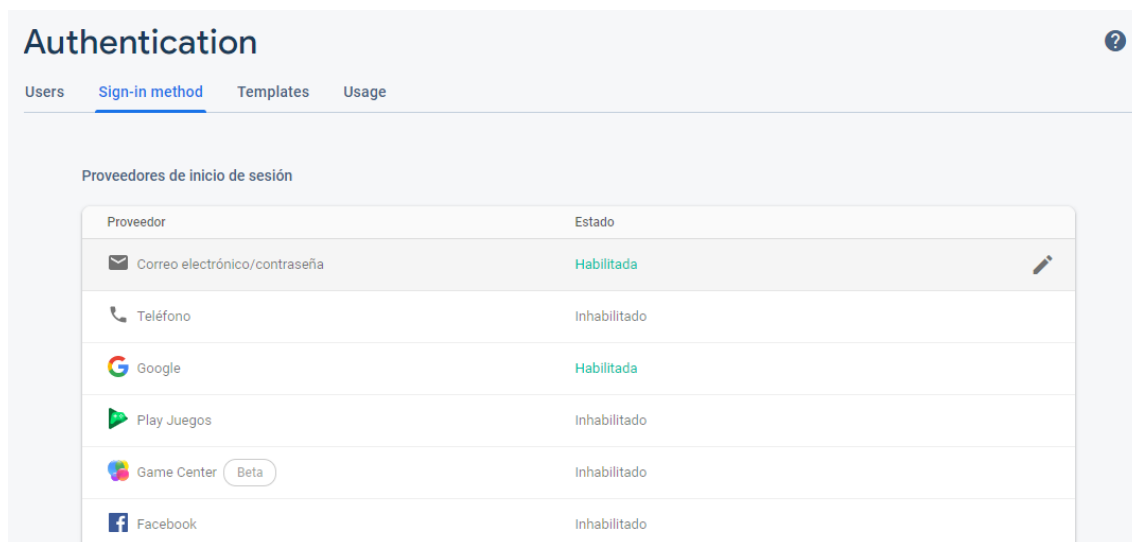 Authentication
Users Sign-in method Templates Usage
Proveedores de inicio de sesión
Proveedor Estado
Correo electrónico/contraseña Habilitada
Teléfono Inhabilitado
Google Habilitada
Play Juegos Inhabilitado
Game Center Beta Inhabilitado
Facebook Inhabilitado